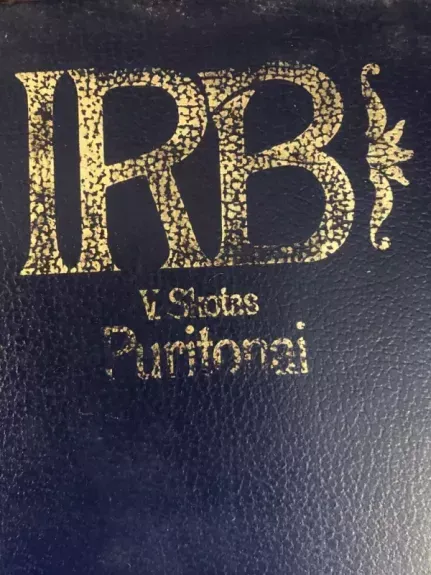 IRB
V. Skotas
Puritonai